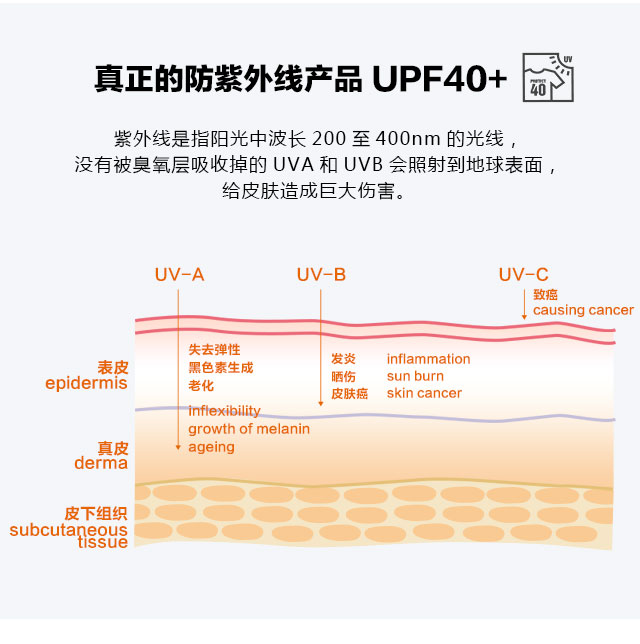 真正的防紫外线产品 UPF40+
UV
PROTECT
40
紫外线是指阳光中波长 200 至 400nm 的光线，
没有被臭氧层吸收掉的 UVA 和 UVB 会照射到地球表面，
给皮肤造成巨大伤害。
UV-A
UV-B
UV-C
致癌
causing cancer
失去弹性
黑色素生成
老化
inflexibility
growth of melanin
ageing
发炎 inflammation
晒伤 sun burn
皮肤癌 skin cancer
表皮
epidermis
真皮
derma
皮下组织
subcutaneous
tissue